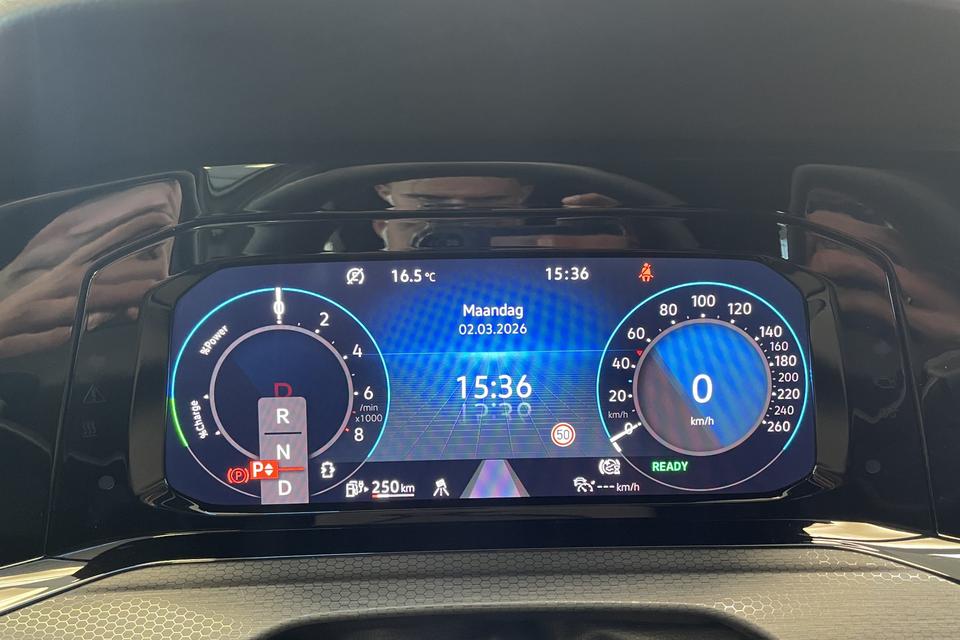 16.5 °C
15:36
Maandag
02.03.2026
15:36
%Power
%Charge
0
2
4
6
8
/min
x1000
D
R
N
D
P
(P)
250 km
0
20
40
60
80
100
120
140
160
180
200
220
240
260
km/h
0
km/h
50
READY
--- km/h